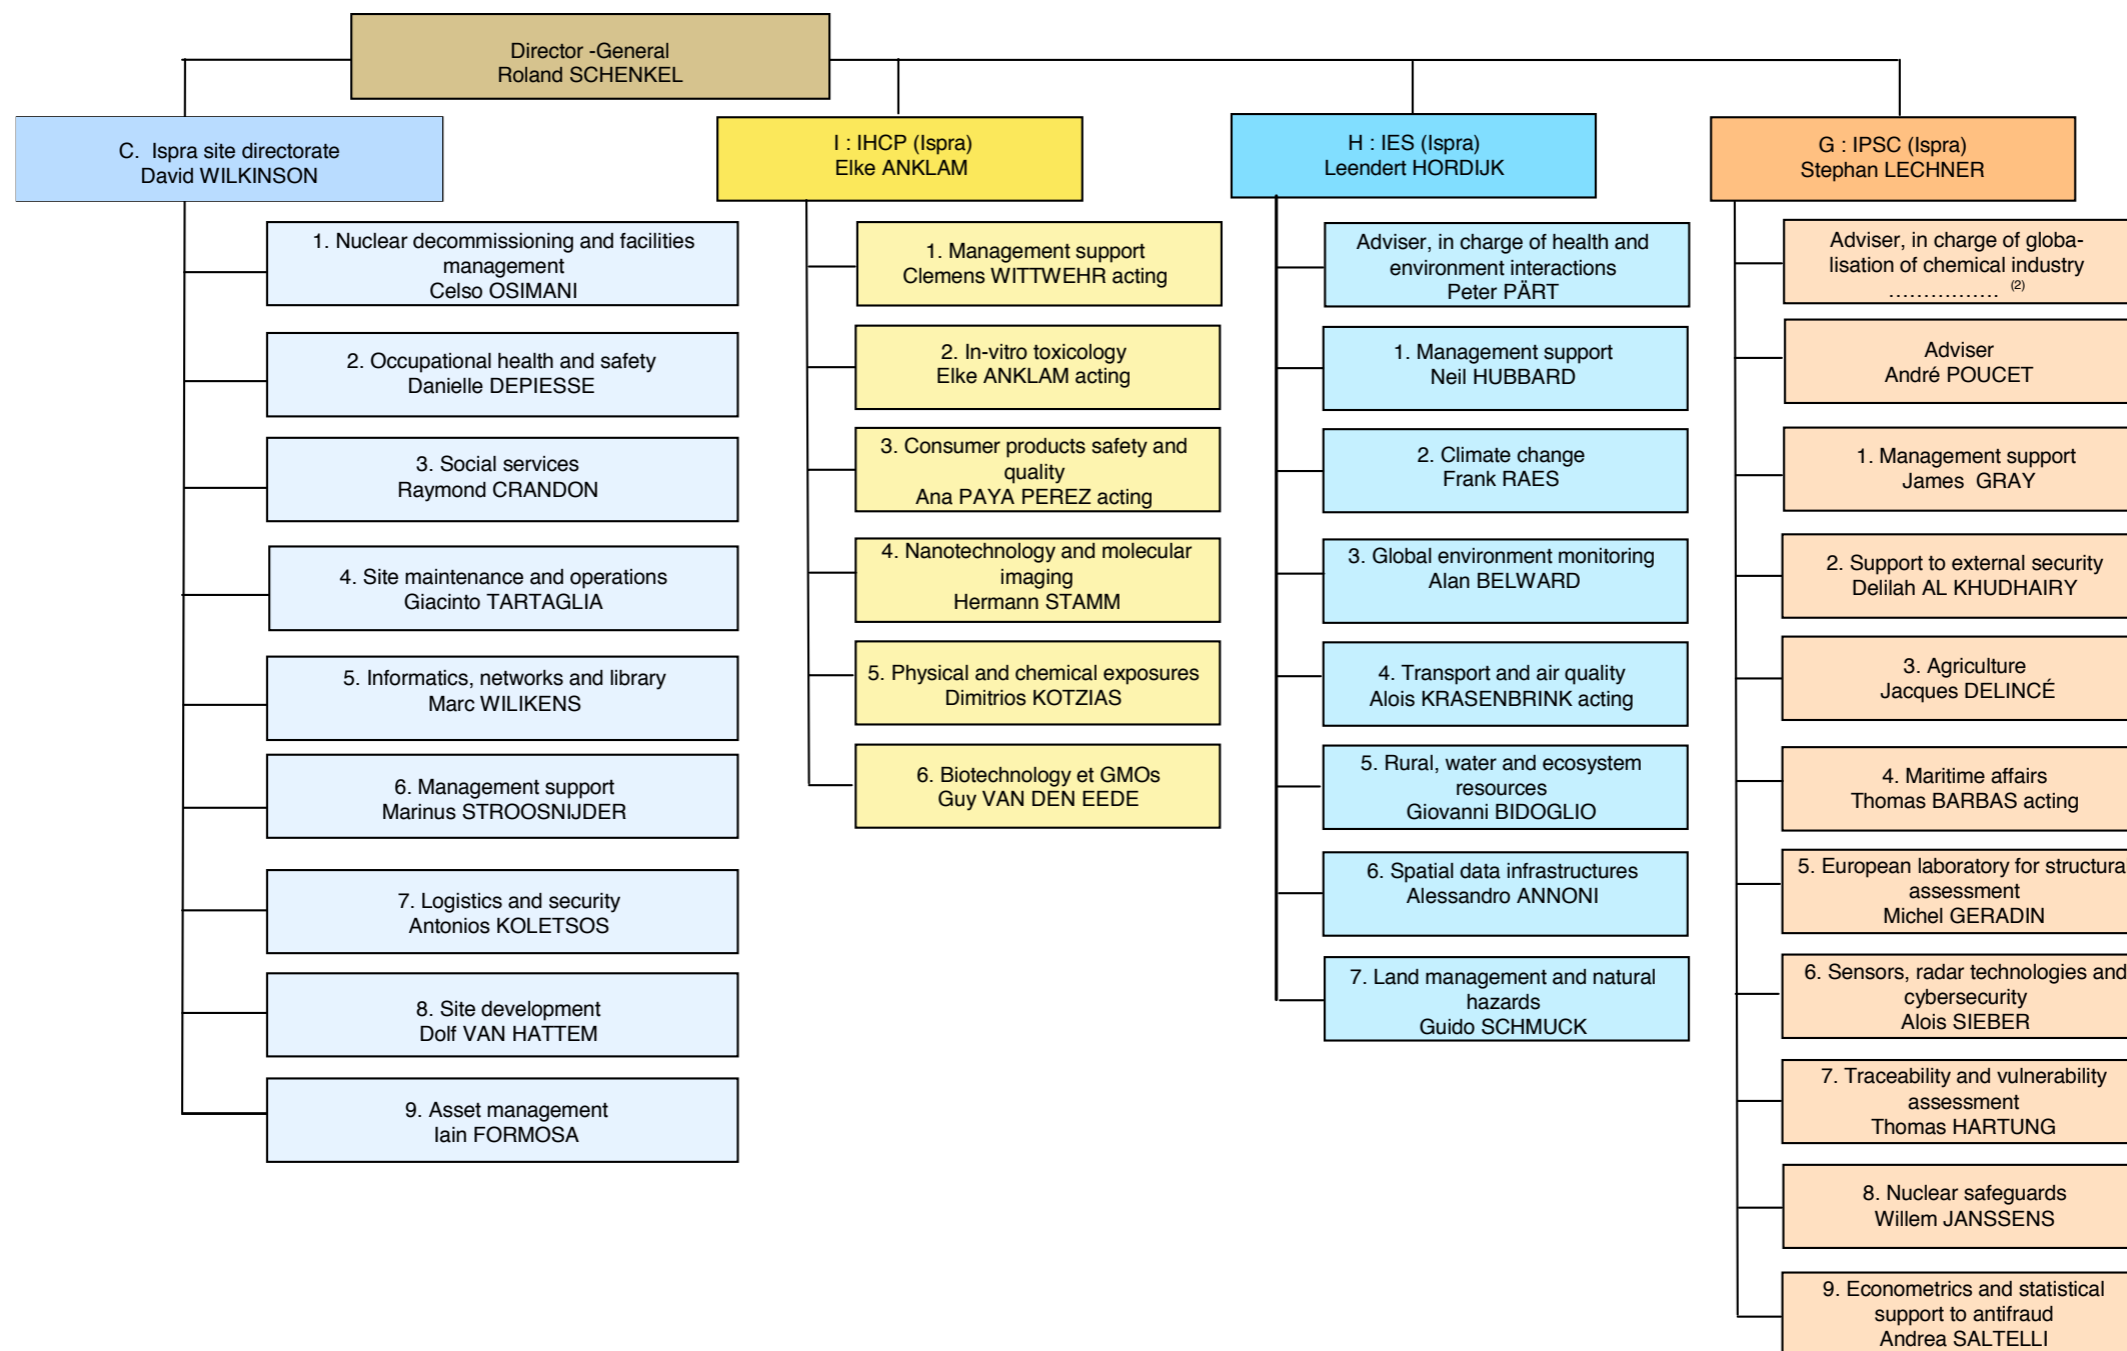 Director -General
Roland SCHENKEL
C. Ispra site directorate
David WILKINSON
1. Nuclear decommissioning and facilities
management
Celso OSIMANI
2. Occupational health and safety
Danielle DEPIESSE
3. Social services
Raymond CRANDON
4. Site maintenance and operations
Giacinto TARTAGLIA
5. Informatics, networks and library
Marc WILIKENS
6. Management support
Marinus STROOSNIJDER
7. Logistics and security
Antonios KOLETSOS
8. Site development
Dolf VAN HATTEM
9. Asset management
Iain FORMOSA
I : IHCP (Ispra)
Elke ANKLAM
1. Management support
Clemens WITTWEHR acting
2. In-vitro toxicology
Elke ANKLAM acting
3. Consumer products safety and
quality
Ana PAYA PEREZ acting
4. Nanotechnology and molecular
imaging
Hermann STAMM
5. Physical and chemical exposures
Dimitrios KOTZIAS
6. Biotechnology et GMOs
Guy VAN DEN EEDE
H : IES (Ispra)
Leendert HORDIJK
Adviser, in charge of health and
environment interactions
Peter PÄRT
1. Management support
Neil HUBBARD
2. Climate change
Frank RAES
3. Global environment monitoring
Alan BELWARD
4. Transport and air quality
Alois KRASENBRINK acting
5. Rural, water and ecosystem
resources
Giovanni BIDOGLIO
6. Spatial data infrastructures
Alessandro ANNONI
7. Land management and natural
hazards
Guido SCHMUCK
G : IPSC (Ispra)
Stephan LECHNER
Adviser, in charge of globa-
lisation of chemical industry
................ (2)
Adviser
André POUCET
1. Management support
James GRAY
2. Support to external security
Delilah AL KHUDHAIRY
3. Agriculture
Jacques DELINCÉ
4. Maritime affairs
Thomas BARBAS acting
5. European laboratory for structura
assessment
Michel GERADIN
6. Sensors, radar technologies and
cybersecurity
Alois SIEBER
7. Traceability and vulnerability
assessment
Thomas HARTUNG
8. Nuclear safeguards
Willem JANSSENS
9. Econometrics and statistical
support to antifraud
Andrea SALTELLI